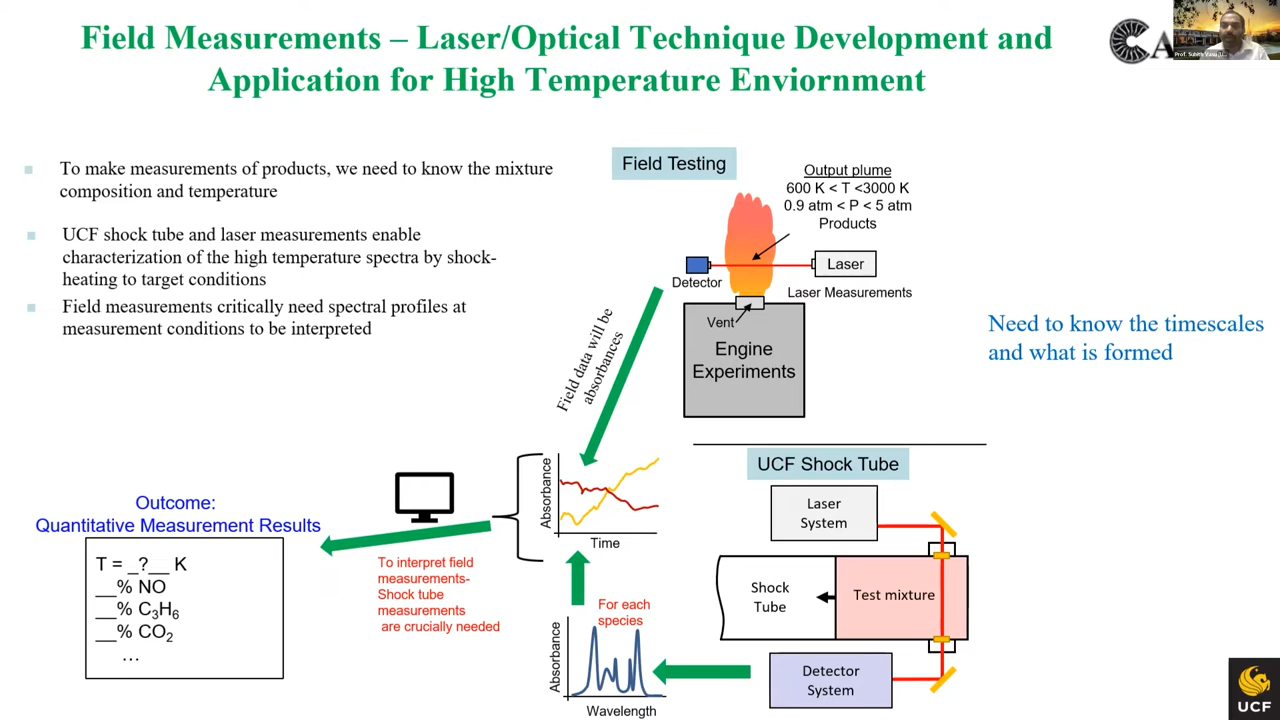 Field Measurements – Laser/Optical Technique Development and
Application for High Temperature Enviornment
CA
To make measurements of products, we need to know the mixture
composition and temperature
UCF shock tube and laser measurements enable
characterization of the high temperature spectra by shock-
heating to target conditions
Field measurements critically need spectral profiles at
measurement conditions to be interpreted
Field Testing
Output plume
600 K < T <3000 K
0.9 atm < P < 5 atm
Products
Laser
Detector
Laser Measurements
Vent
Engine
Experiments
Need to know the timescales
and what is formed
Field data will be
absorbances
UCF Shock Tube
Laser
System
Shock
Tube
Test mixture
Detector
System
Absorbance
Time
For each
species
Absorbance
Wavelength
To interpret field
measurements-
Shock tube
measurements
are crucially needed
Outcome:
Quantitative Measurement Results
T = _?__ K
__% NO
__% C₃H₆
__% CO₂
…
UCF